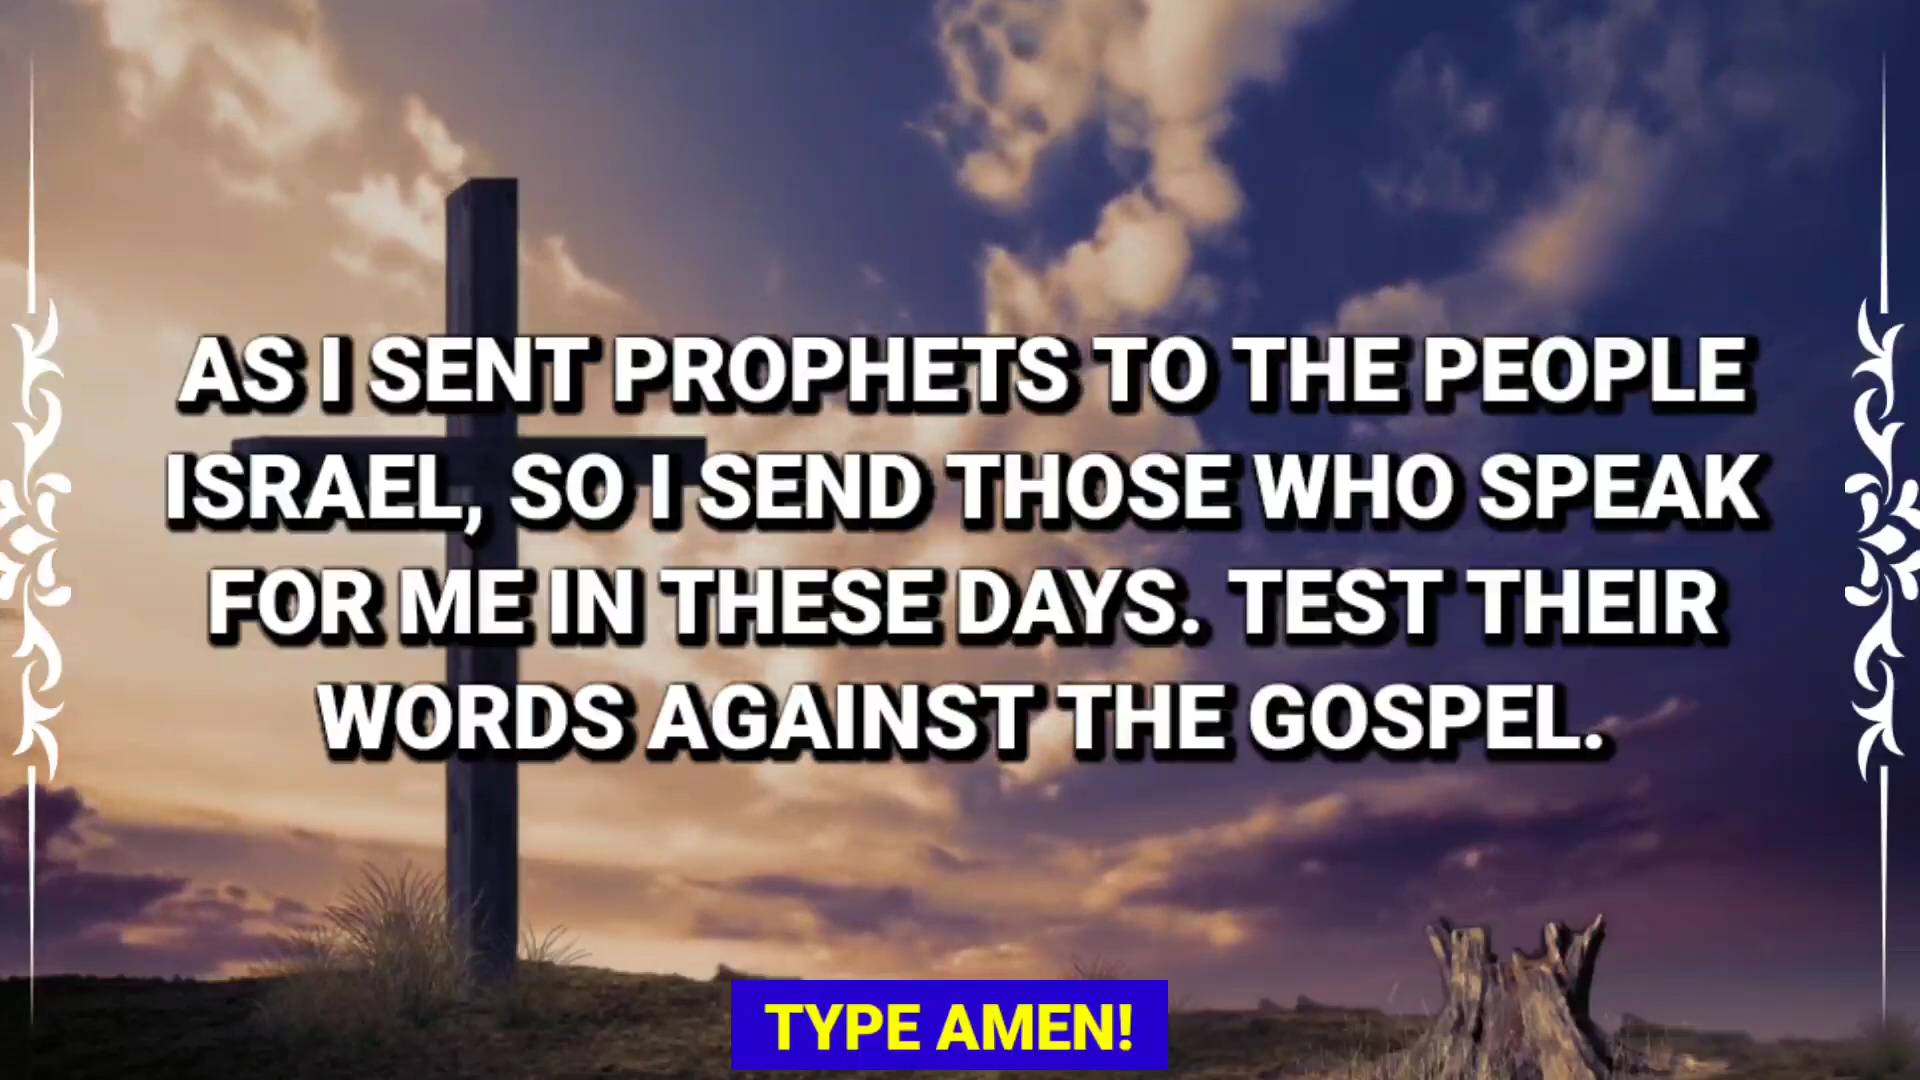 AS I SENT PROPHETS TO THE PEOPLE
ISRAEL, SO I SEND THOSE WHO SPEAK
FOR ME IN THESE DAYS. TEST THEIR
WORDS AGAINST THE GOSPEL.
TYPE AMEN!